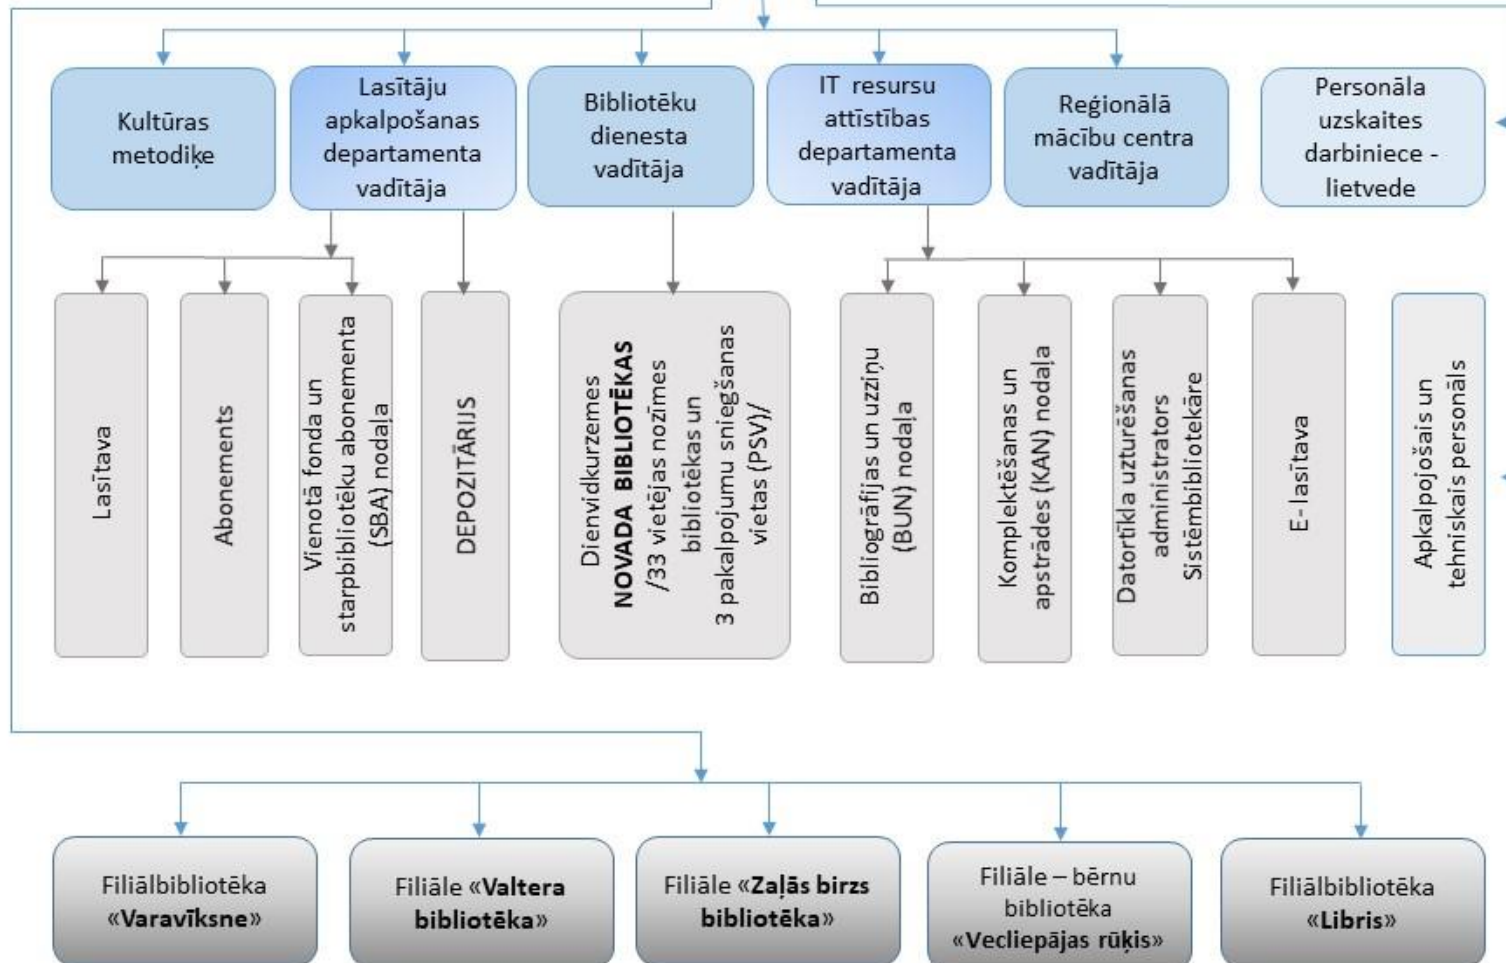 Kultūras
metodiķe
Lasītāju
apkalpošanas
departamenta
vadītāja
Bibliotēku
dienesta
vadītāja
IT resursu
attīstības
departamenta
vadītāja
Reģionālā
mācību centra
vadītāja
Personāla
uzskaites
darbiniece -
lietvede
Lasītava
Abonements
Vienotā fonda un
starpbibliotēku abonementa
(SBA) nodaļa
DEPOZITĀRIJS
Dienvidkurzemes
NOVADA BIBLIOTĒKAS
/33 vietējas nozīmes
bibliotēkas un
3 pakalpojumu sniegšanas
vietas (PSV)/
Bibliogrāfijas un uzziņu
(BUN) nodaļa
Komplektēšanas un
apstrādes (KAN) nodaļa
Datortīkla uzturēšanas
administrators
Sistēmbibliotekāre
E- lasītava
Apkalpojošais un
tehniskais personāls
Filiālbibliotēka
«Varavīksne»
Filiāle «Valtera
bibliotēka»
Filiāle «Zaļās birzs
bibliotēka»
Filiāle – bērnu
bibliotēka
«Vecliepājas rūķis»
Filiālbibliotēka
«Libris»